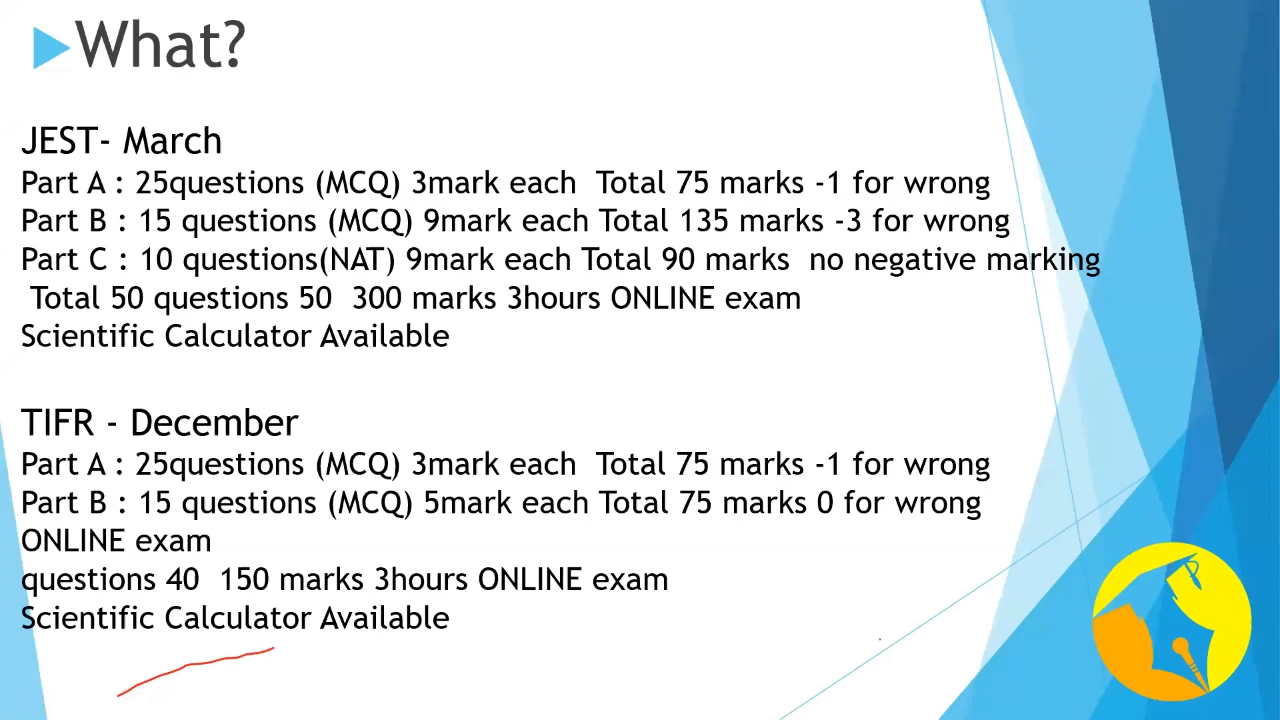 What?
JEST- March
Part A : 25questions (MCQ) 3mark each  Total 75 marks -1 for wrong
Part B : 15 questions (MCQ) 9mark each Total 135 marks -3 for wrong
Part C : 10 questions(NAT) 9mark each Total 90 marks  no negative marking
Total 50 questions 50  300 marks 3hours ONLINE exam
Scientific Calculator Available
TIFR - December
Part A : 25questions (MCQ) 3mark each  Total 75 marks -1 for wrong
Part B : 15 questions (MCQ) 5mark each Total 75 marks 0 for wrong
ONLINE exam
questions 40  150 marks 3hours ONLINE exam
Scientific Calculator Available